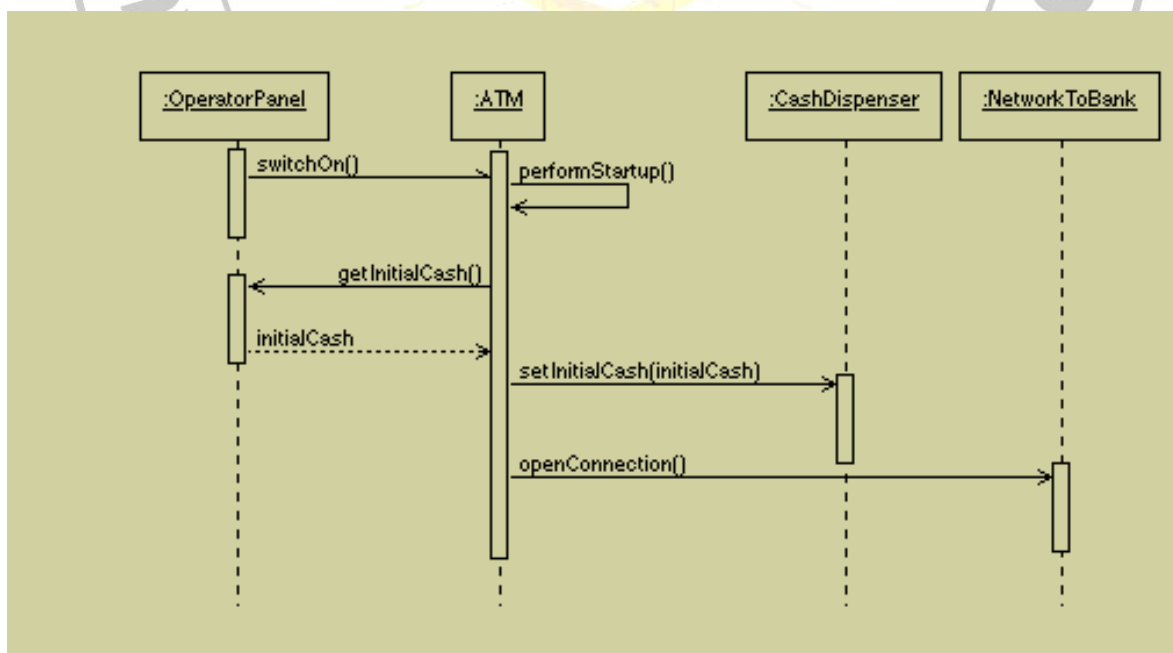 :OperatorPanel
:ATM
:CashDispenser
:NetworkToBank
switchOn()
performStartup()
getInitialCash()
initialCash
setInitialCash(initialCash)
openConnection()